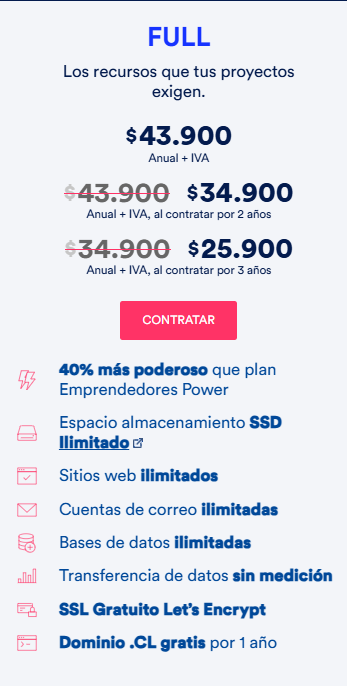 FULL
Los recursos que tus proyectos
exigen.
$43.900
Anual + IVA
$43.900 $34.900
Anual + IVA, al contratar por 2 años
$34.900 $25.900
Anual + IVA, al contratar por 3 años
CONTRATAR
40% más poderoso que plan
Emprendedores Power
Espacio almacenamiento SSD
Ilimitado
Sitios web ilimitados
Cuentas de correo ilimitadas
Bases de datos ilimitadas
Transferencia de datos sin medición
SSL Gratuito Let's Encrypt
Dominio .CL gratis por 1 año